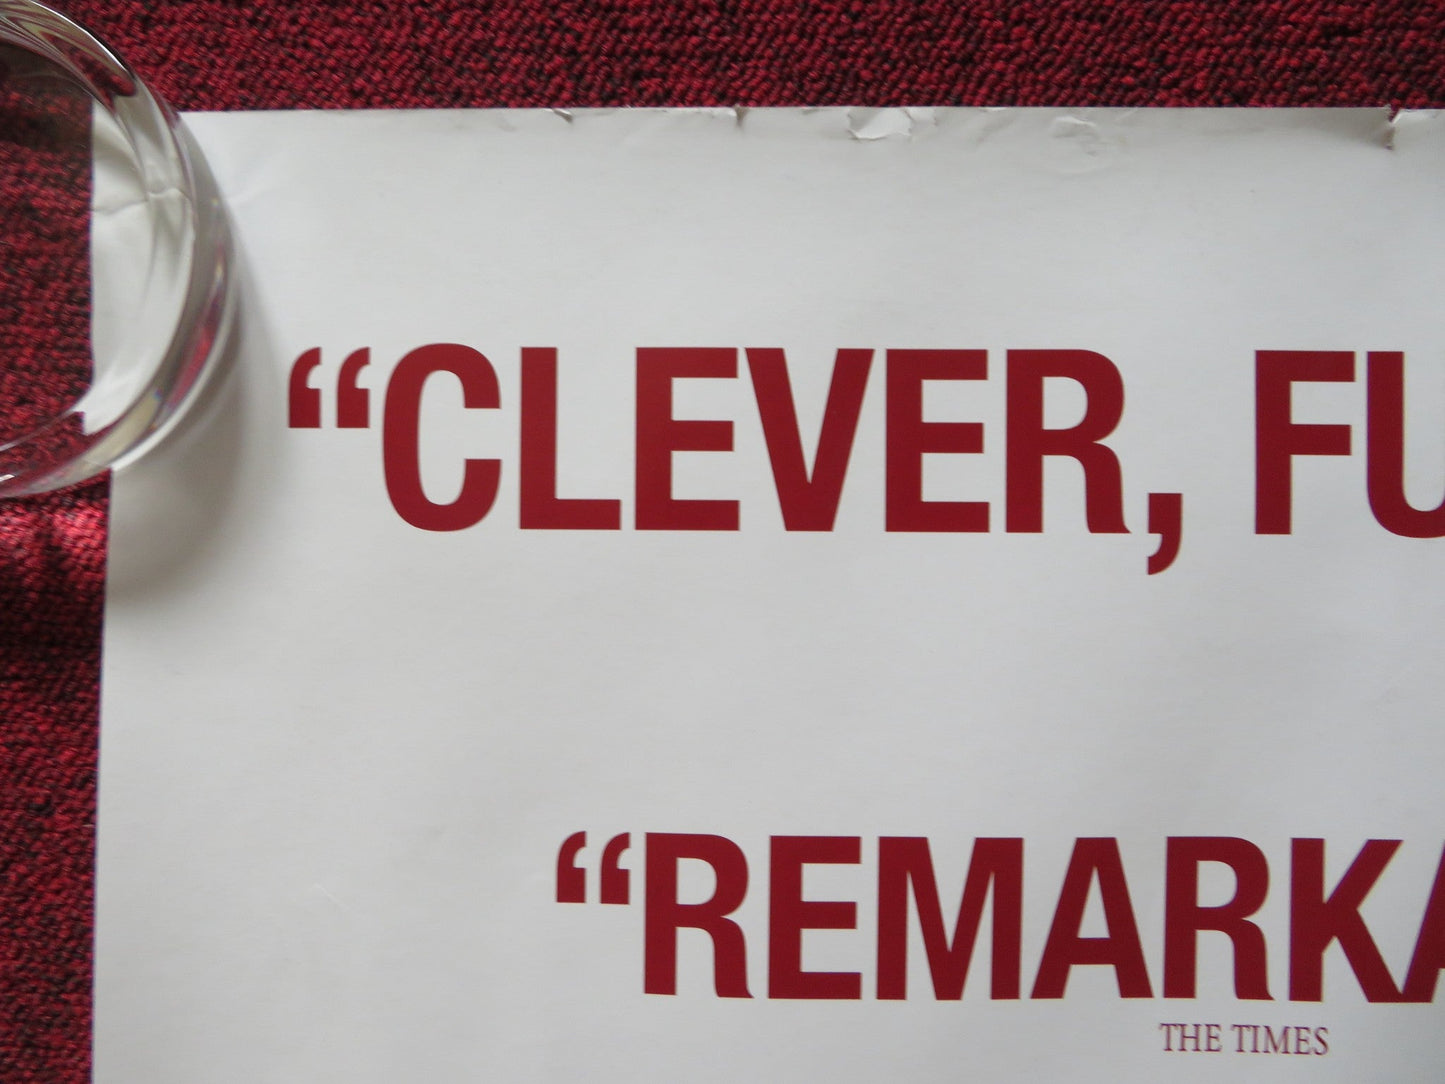 “CLEVER, FU
“REMARKA
THE TIMES